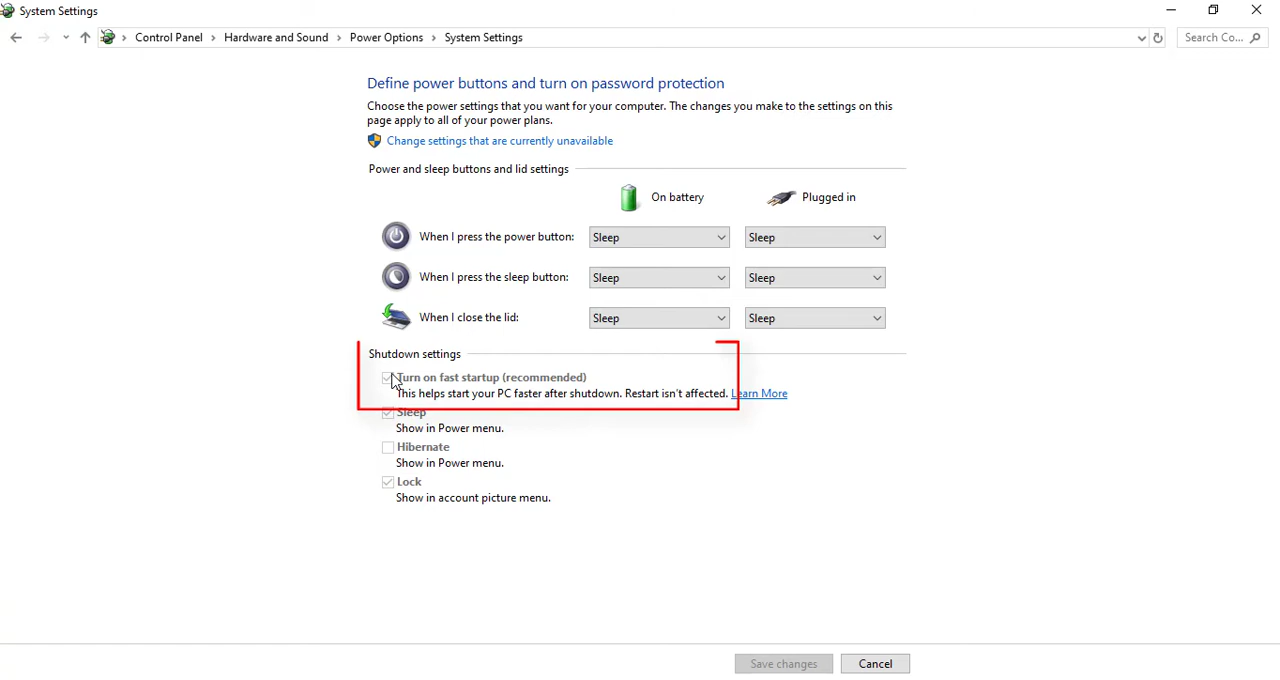 System Settings
Control Panel > Hardware and Sound > Power Options > System Settings
Search Co...
Define power buttons and turn on password protection
Choose the power settings that you want for your computer. The changes you make to the settings on this
page apply to all of your power plans.
Change settings that are currently unavailable
Power and sleep buttons and lid settings
On battery Plugged in
When I press the power button: Sleep Sleep
When I press the sleep button: Sleep Sleep
When I close the lid: Sleep Sleep
Shutdown settings
Turn on fast startup (recommended)
This helps start your PC faster after shutdown. Restart isn't affected. Learn More
Sleep
Show in Power menu.
Hibernate
Show in Power menu.
Lock
Show in account picture menu.
Save changes Cancel